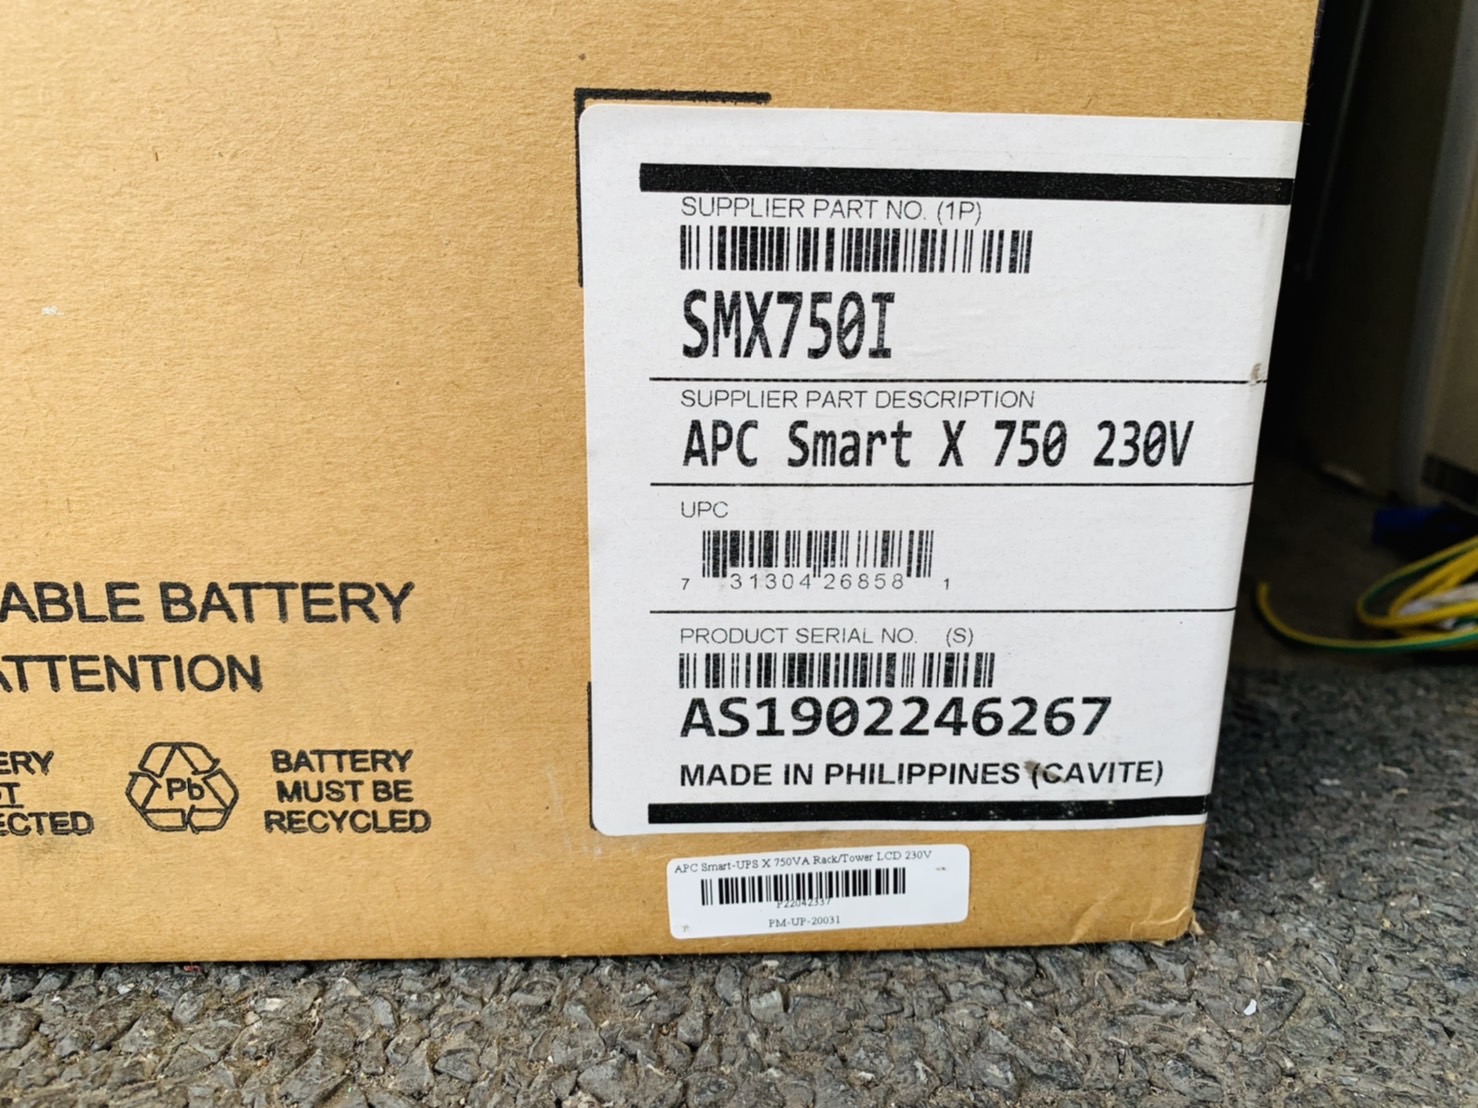 SUPPLIER PART NO. (1P)
SMX750I
SUPPLIER PART DESCRIPTION
APC Smart X 750 230V
UPC
7 31304 26858 1
PRODUCT SERIAL NO. (S)
AS1902246267
MADE IN PHILIPPINES (CAVITE)
APC Smart-UPS X 750VA Rack/Tower LCD 230V
P22042337
PM-UP-20031
ABLE BATTERY
ATTENTION
ERY
OT
ECTED
Pb
BATTERY
MUST BE
RECYCLED